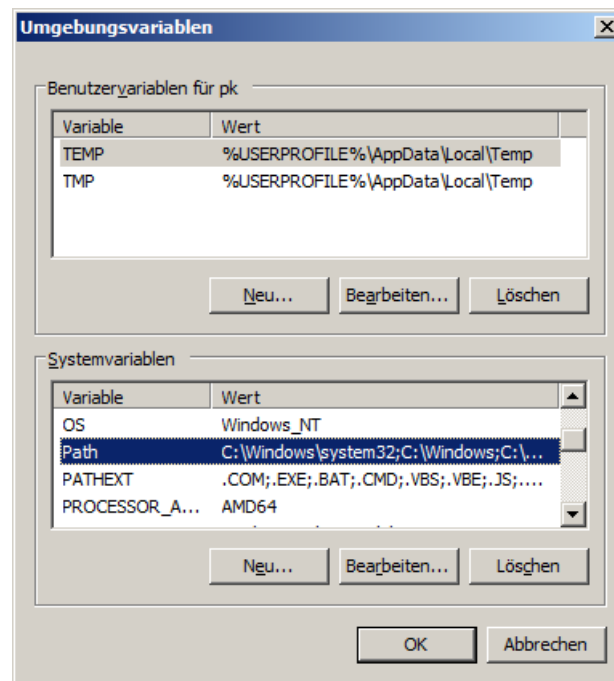 Umgebungsvariablen
Benutzervariablen für pk
Variable Wert
TEMP %USERPROFILE%\AppData\Local\Temp
TMP %USERPROFILE%\AppData\Local\Temp
Neu... Bearbeiten... Löschen
Systemvariablen
Variable Wert
OS Windows_NT
Path C:\Windows\system32;C:\Windows;C:\...
PATHEXT .COM;.EXE;.BAT;.CMD;.VBS;.VBE;.JS;....
PROCESSOR_A... AMD64
Neu... Bearbeiten... Löschen
OK Abbrechen